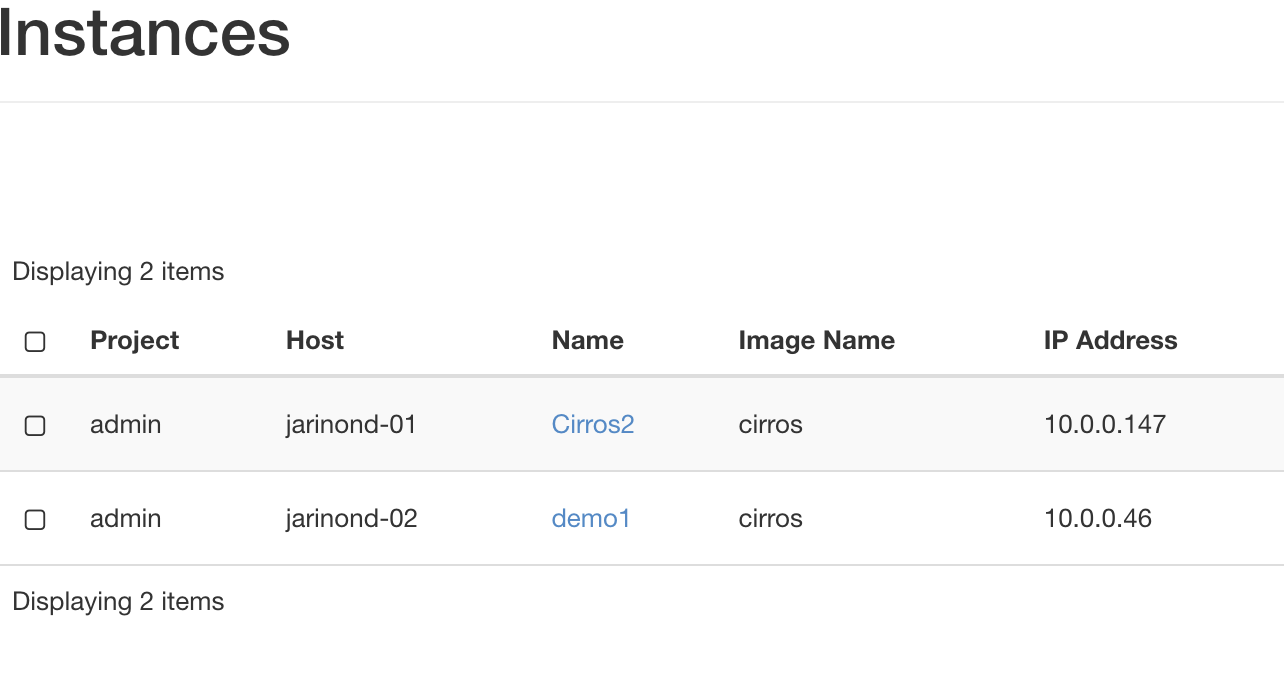 Instances
Displaying 2 items
Project Host Name Image Name IP Address
admin jarinond-01 Cirros2 cirros 10.0.0.147
admin jarinond-02 demo1 cirros 10.0.0.46
Displaying 2 items